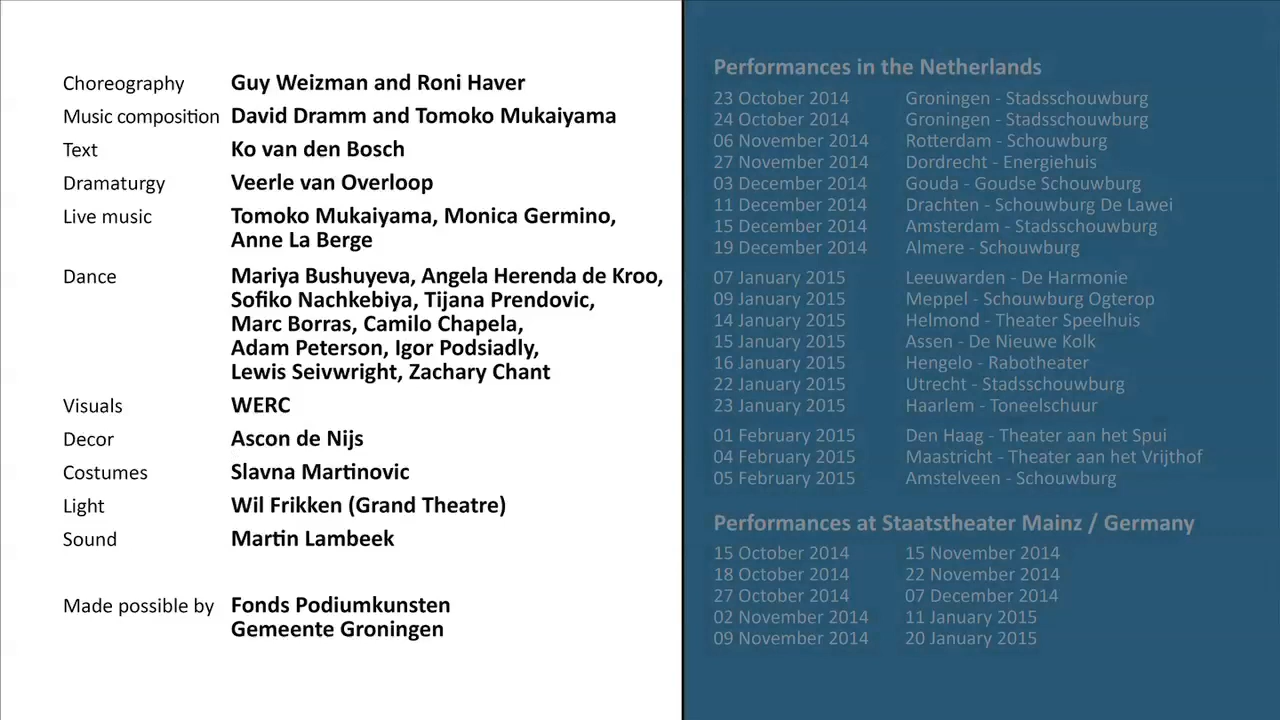 Choreography Guy Weizman and Roni Haver
Music composition David Dramm and Tomoko Mukaiyama
Text Ko van den Bosch
Dramaturgy Veerle van Overloop
Live music Tomoko Mukaiyama, Monica Germino,
Anne La Berge
Dance Mariya Bushuyeva, Angela Herenda de Kroo,
Sofiko Nachkebiya, Tijana Prendovic,
Marc Borras, Camilo Chapela,
Adam Peterson, Igor Podsiadly,
Lewis Seivwright, Zachary Chant
Visuals WERC
Decor Ascon de Nijs
Costumes Slavna Martinovic
Light Wil Frikken (Grand Theatre)
Sound Martin Lambeek
Made possible by Fonds Podiumkunsten
Gemeente Groningen
Performances in the Netherlands
23 October 2014 Groningen - Stadsschouwburg
24 October 2014 Groningen - Stadsschouwburg
06 November 2014 Rotterdam - Schouwburg
27 November 2014 Dordrecht - Energiehuis
03 December 2014 Gouda - Goudse Schouwburg
11 December 2014 Drachten - Schouwburg De Lawei
15 December 2014 Amsterdam - Stadsschouwburg
19 December 2014 Almere - Schouwburg
07 January 2015 Leeuwarden - De Harmonie
09 January 2015 Meppel - Schouwburg Ogterop
14 January 2015 Helmond - Theater Speelhuis
15 January 2015 Assen - De Nieuwe Kolk
16 January 2015 Hengelo - Rabotheater
22 January 2015 Utrecht - Stadsschouwburg
23 January 2015 Haarlem - Toneelschuur
01 February 2015 Den Haag - Theater aan het Spui
04 February 2015 Maastricht - Theater aan het Vrijthof
05 February 2015 Amstelveen - Schouwburg
Performances at Staatstheater Mainz / Germany
15 October 2014 15 November 2014
18 October 2014 22 November 2014
27 October 2014 07 December 2014
02 November 2014 11 January 2015
09 November 2014 20 January 2015